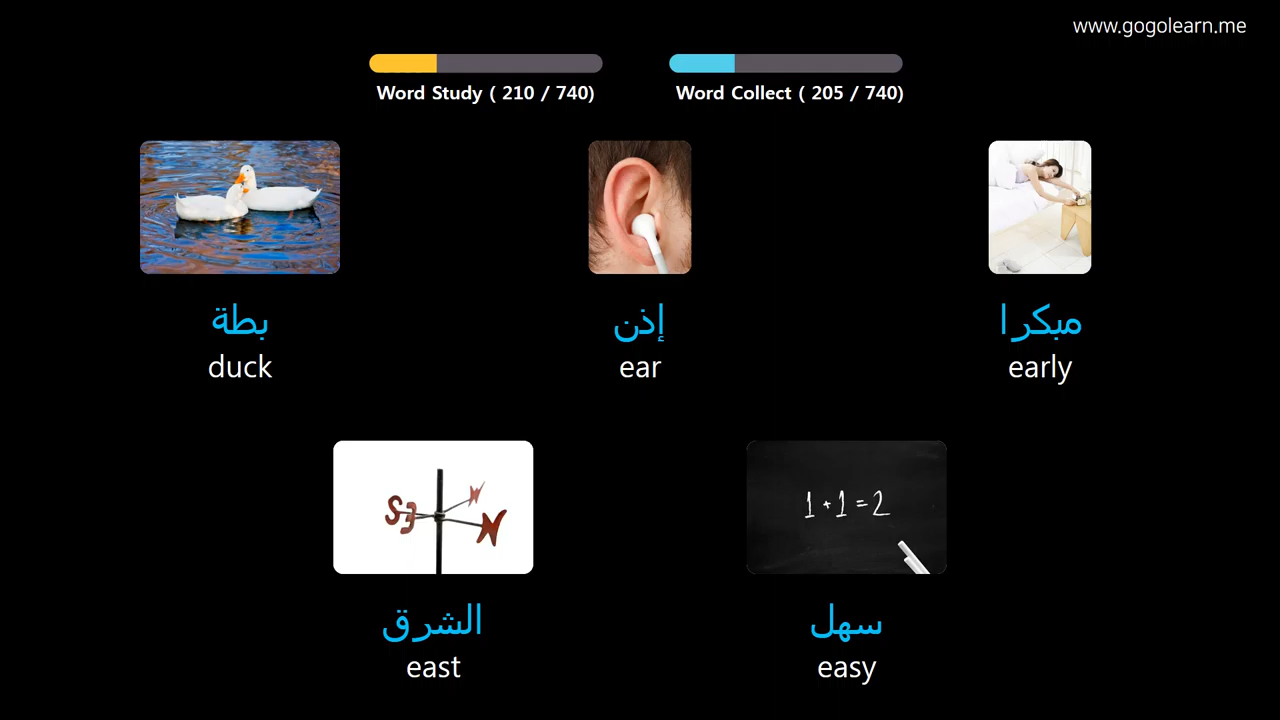 www.gogolearn.me
Word Study ( 210 / 740)
Word Collect ( 205 / 740)
بطة
duck
إذن
ear
مبكرا
early
S
E
N
1 + 1 = 2
الشرق
east
سهل
easy